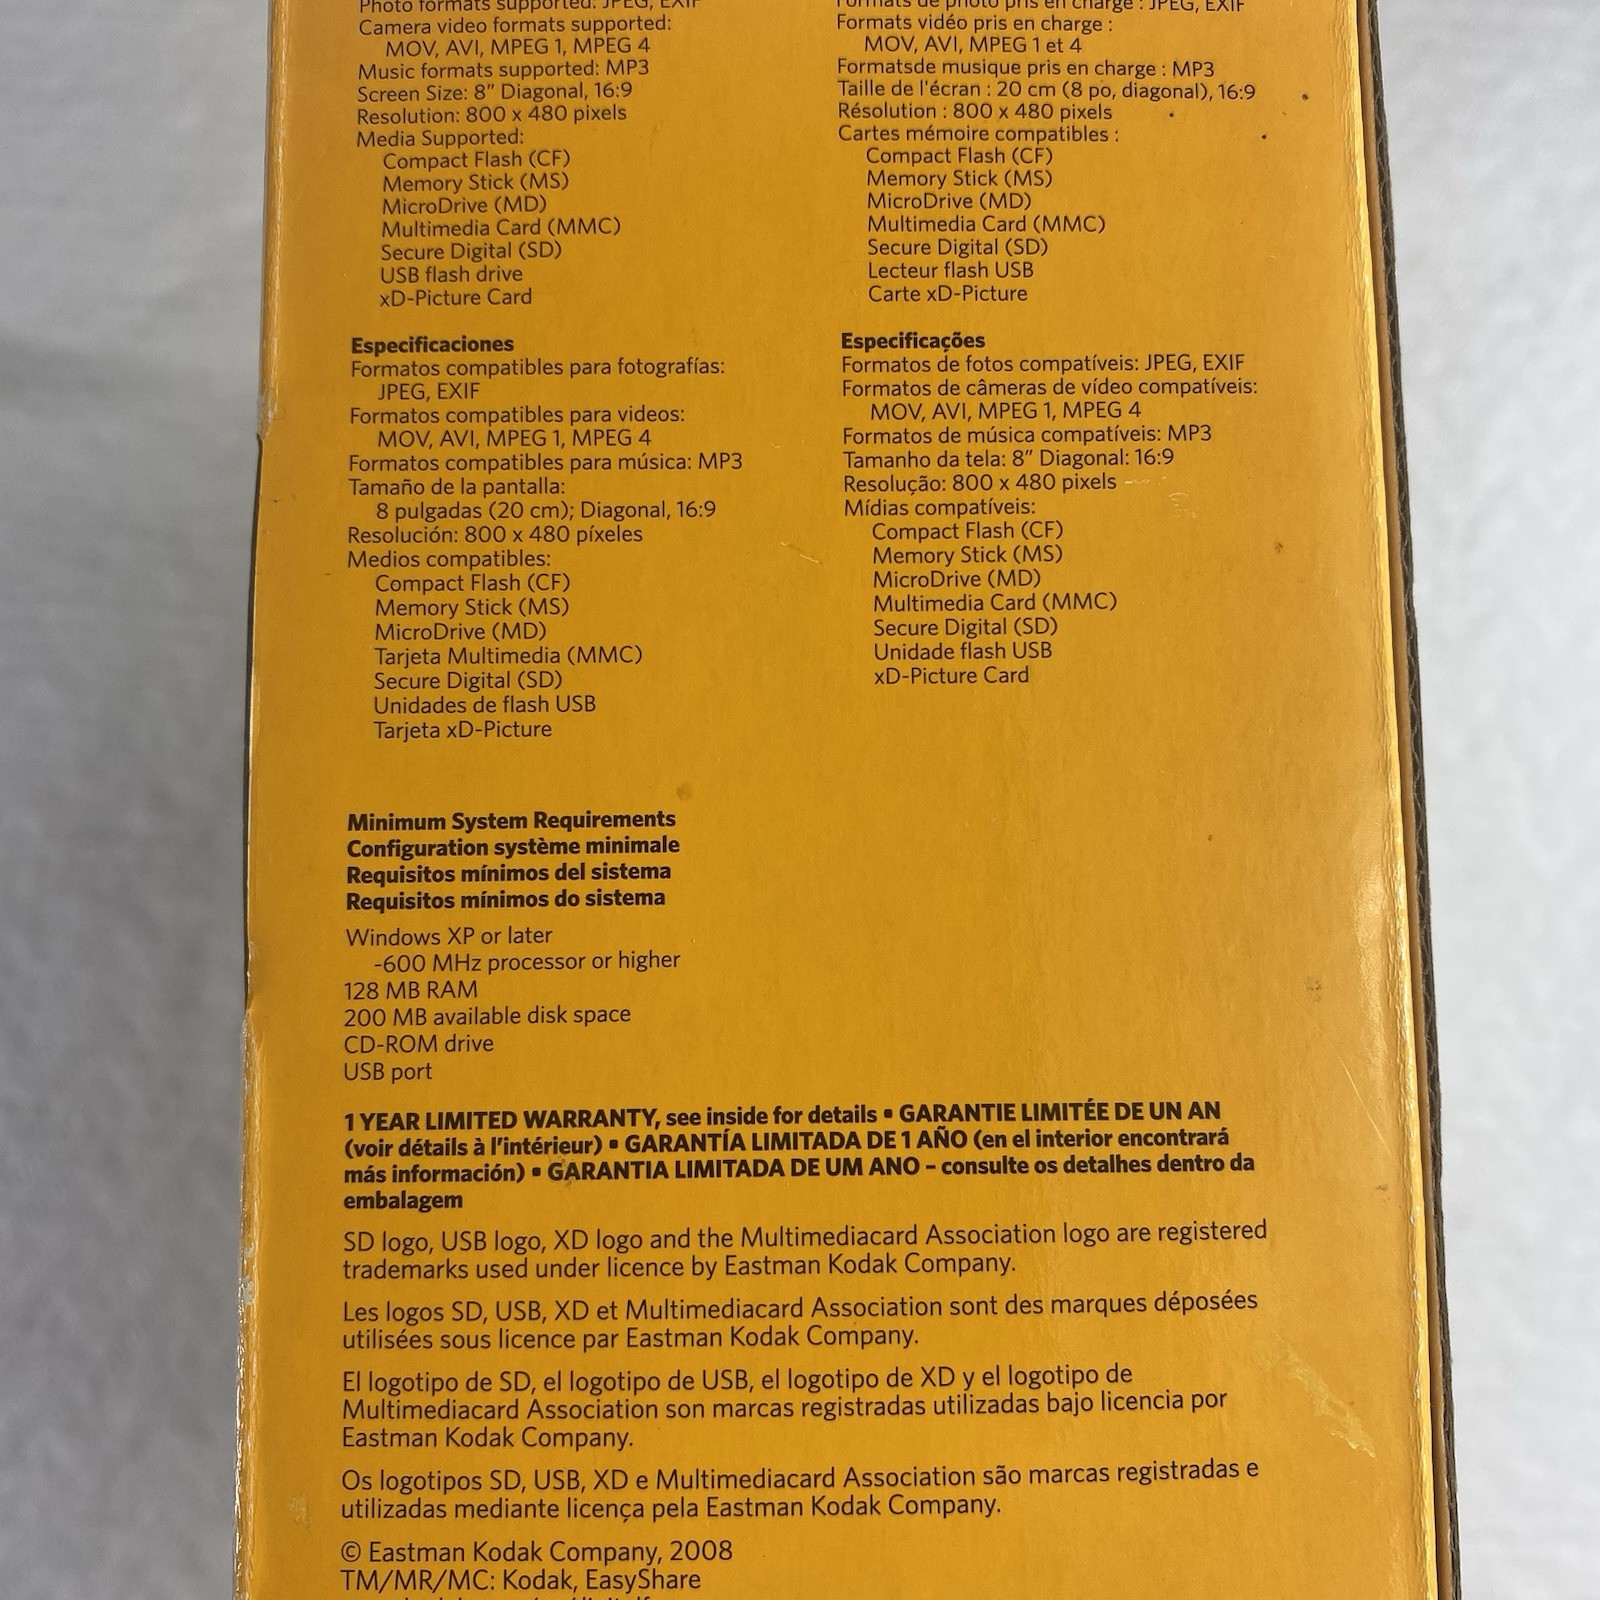 Photo formats supported: JPEG, EXIF
Camera video formats supported:
MOV, AVI, MPEG 1, MPEG 4
Music formats supported: MP3
Screen Size: 8" Diagonal, 16:9
Resolution: 800 x 480 pixels
Media Supported:
Compact Flash (CF)
Memory Stick (MS)
MicroDrive (MD)
Multimedia Card (MMC)
Secure Digital (SD)
USB flash drive
xD-Picture Card
Formats de photo pris en charge : JPEG, EXIF
Formats vidéo pris en charge :
MOV, AVI, MPEG 1 et 4
Formatsde musique pris en charge : MP3
Taille de l'écran : 20 cm (8 po, diagonal), 16:9
Résolution : 800 x 480 pixels
Cartes mémoire compatibles :
Compact Flash (CF)
Memory Stick (MS)
MicroDrive (MD)
Multimedia Card (MMC)
Secure Digital (SD)
Lecteur flash USB
Carte xD-Picture
Especificaciones
Formatos compatibles para fotografías:
JPEG, EXIF
Formatos compatibles para videos:
MOV, AVI, MPEG 1, MPEG 4
Formatos compatibles para música: MP3
Tamaño de la pantalla:
8 pulgadas (20 cm); Diagonal, 16:9
Resolución: 800 x 480 píxeles
Medios compatibles:
Compact Flash (CF)
Memory Stick (MS)
MicroDrive (MD)
Tarjeta Multimedia (MMC)
Secure Digital (SD)
Unidades de flash USB
Tarjeta xD-Picture
Especificações
Formatos de fotos compatíveis: JPEG, EXIF
Formatos de câmeras de vídeo compatíveis:
MOV, AVI, MPEG 1, MPEG 4
Formatos de música compatíveis: MP3
Tamanho da tela: 8" Diagonal: 16:9
Resolução: 800 x 480 pixels
Mídias compatíveis:
Compact Flash (CF)
Memory Stick (MS)
MicroDrive (MD)
Multimedia Card (MMC)
Secure Digital (SD)
Unidade flash USB
xD-Picture Card
Minimum System Requirements
Configuration système minimale
Requisitos mínimos del sistema
Requisitos mínimos do sistema
Windows XP or later
-600 MHz processor or higher
128 MB RAM
200 MB available disk space
CD-ROM drive
USB port
1 YEAR LIMITED WARRANTY, see inside for details ▪ GARANTIE LIMITÉE DE UN AN
(voir détails à l'intérieur) ▪ GARANTÍA LIMITADA DE 1 AÑO (en el interior encontrará
más información) ▪ GARANTIA LIMITADA DE UM ANO – consulte os detalhes dentro da
embalagem
SD logo, USB logo, XD logo and the Multimediacard Association logo are registered
trademarks used under licence by Eastman Kodak Company.
Les logos SD, USB, XD et Multimediacard Association sont des marques déposées
utilisées sous licence par Eastman Kodak Company.
El logotipo de SD, el logotipo de USB, el logotipo de XD y el logotipo de
Multimediacard Association son marcas registradas utilizadas bajo licencia por
Eastman Kodak Company.
Os logotipos SD, USB, XD e Multimediacard Association são marcas registradas e
utilizadas mediante licença pela Eastman Kodak Company.
© Eastman Kodak Company, 2008
TM/MR/MC: Kodak, EasyShare